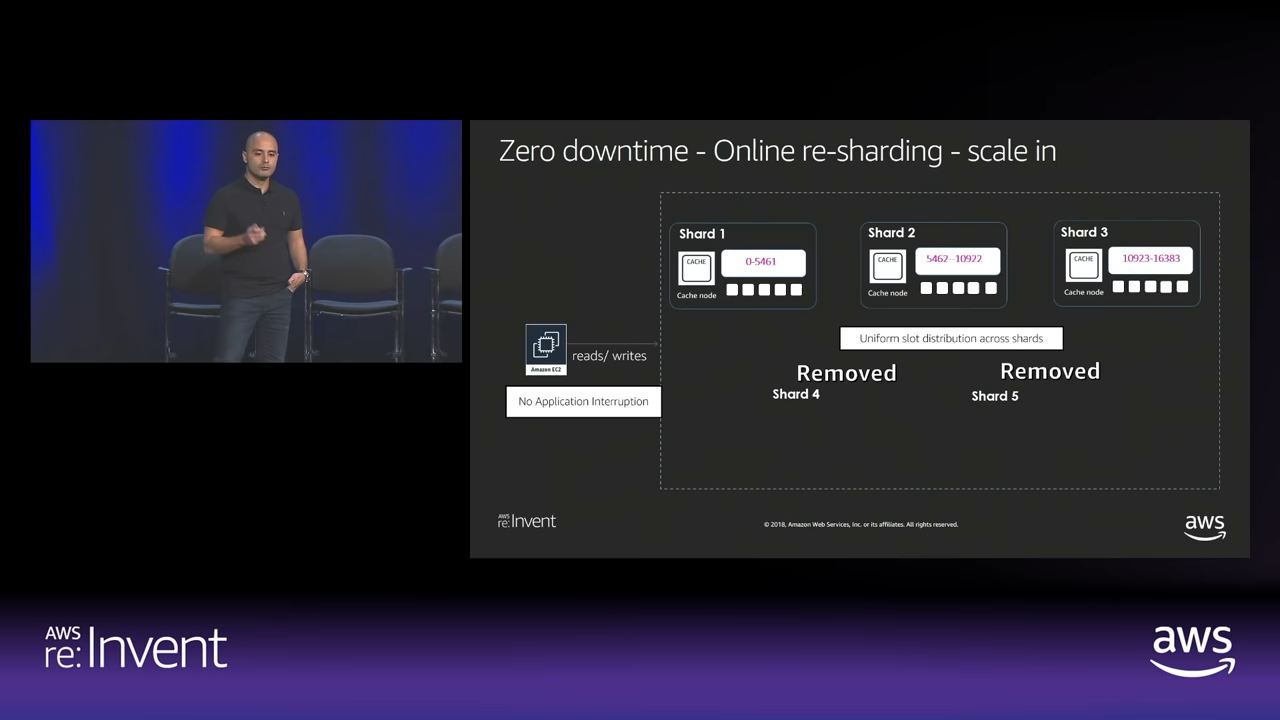 Zero downtime - Online re-sharding - scale in
Shard 1
CACHE
0-5461
Cache node
Shard 2
CACHE
5462--10922
Cache node
Shard 3
CACHE
10923-16383
Cache node
Uniform slot distribution across shards
Amazon EC2
reads/ writes
No Application Interruption
Removed
Shard 4
Removed
Shard 5
AWS
re:Invent
© 2018, Amazon Web Services, Inc. or its affiliates. All rights reserved.
aws
AWS
re:Invent
aws